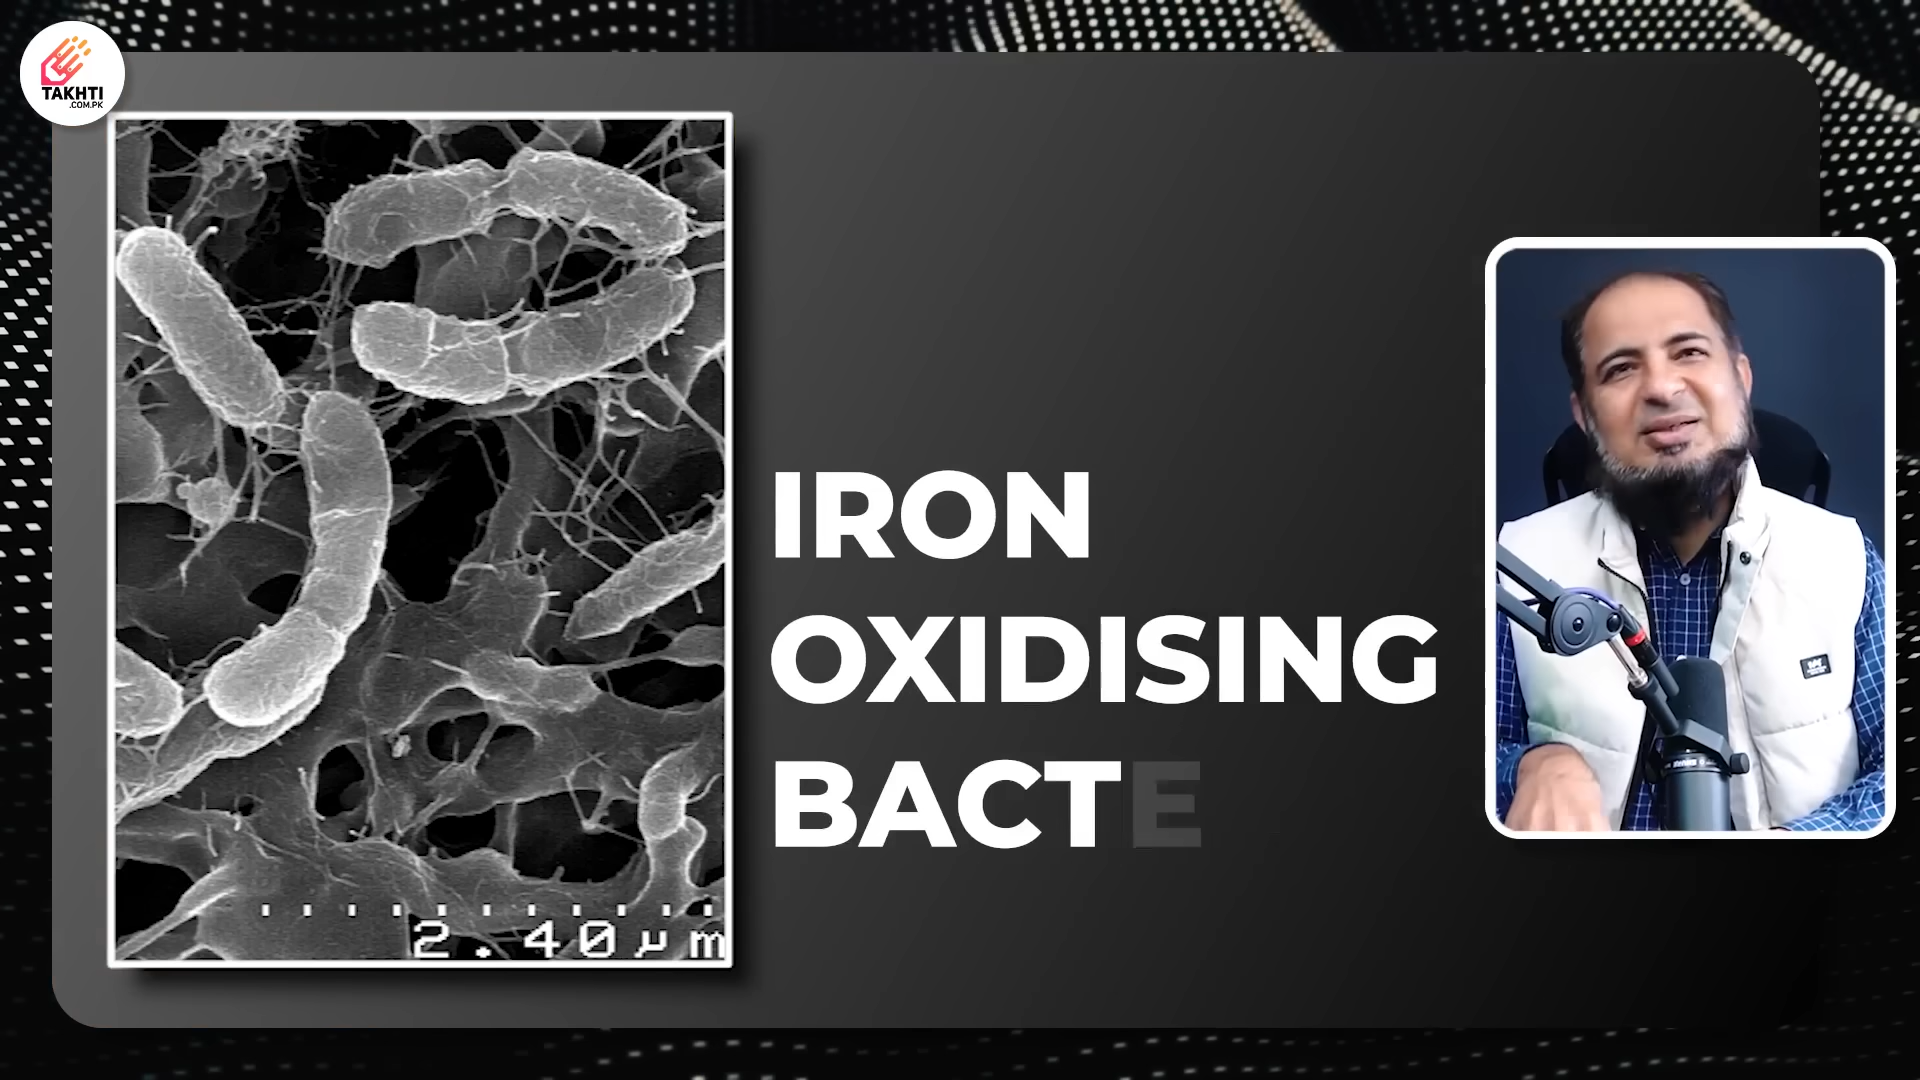 TAKHTI
.COM.PK
IRON
OXIDISING
BACTE
2.40µm